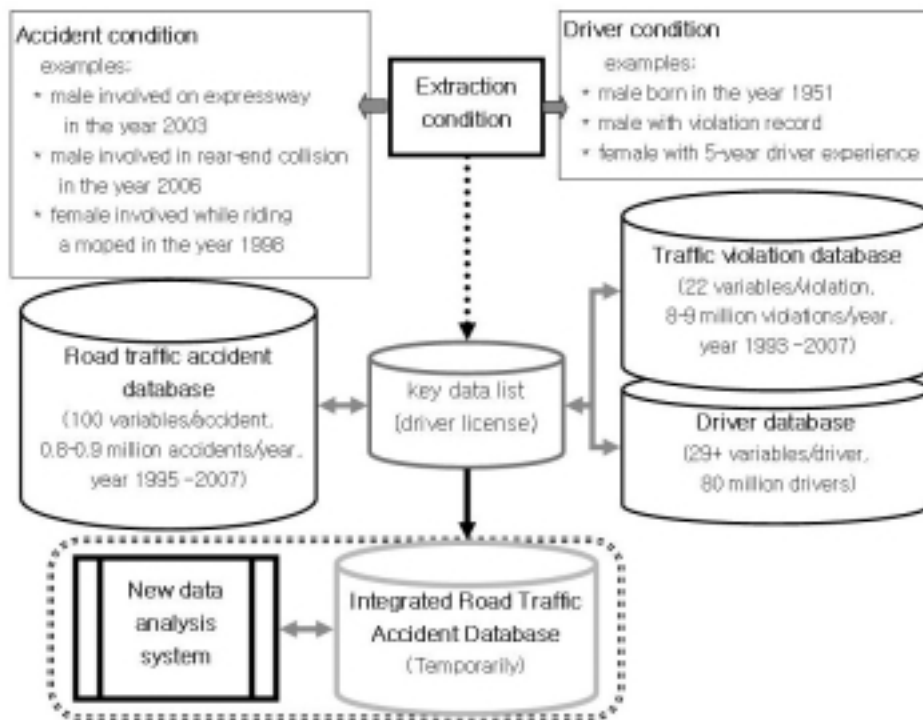 Accident condition
examples:
* male involved on expressway
in the year 2003
* male involved in rear-end collision
in the year 2006
* female involved while riding
a moped in the year 1998
Extraction
condition
Driver condition
examples:
* male born in the year 1951
* male with violation record
* female with 5-year driver experience
Traffic violation database
(22 variables/violation,
8-9 million violations/year,
year 1993-2007)
Road traffic accident
database
(100 variables/accident,
0.8-0.9 million accidents/year,
year 1995-2007)
key data list
(driver license)
Driver database
(29+ variables/driver,
80 million drivers)
New data
analysis
system
Integrated Road Traffic
Accident Database
(Temporarily)